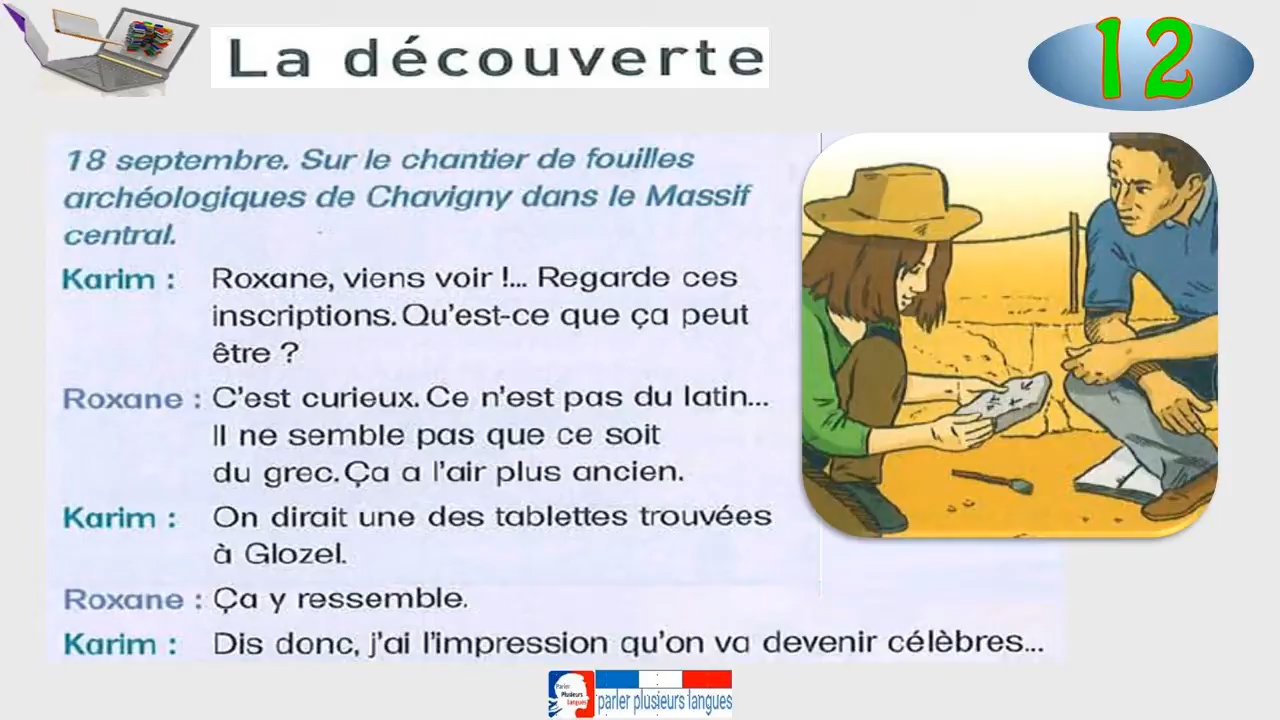 La découverte
12
18 septembre. Sur le chantier de fouilles
archéologiques de Chavigny dans le Massif
central.
Karim : Roxane, viens voir !... Regarde ces
inscriptions. Qu'est-ce que ça peut
être ?
Roxane : C'est curieux. Ce n'est pas du latin...
Il ne semble pas que ce soit
du grec. Ça a l'air plus ancien.
Karim : On dirait une des tablettes trouvées
à Glozel.
Roxane : Ça y ressemble.
Karim : Dis donc, j'ai l'impression qu'on va devenir célèbres...
Parler
Plusieurs
langues
parler plusieurs langues